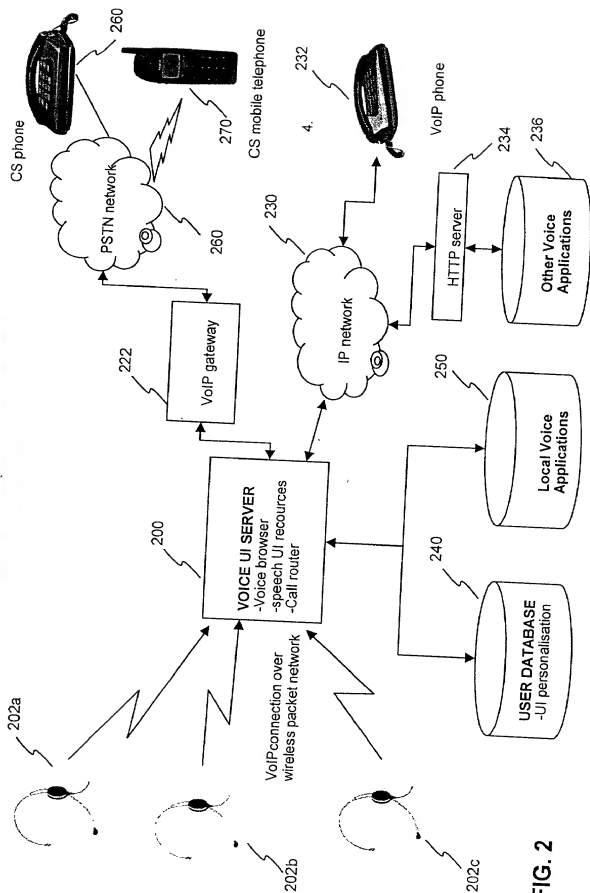 CS phone
260
PSTN network
260
270
CS mobile telephone
222
VoIP gateway
4.
232
VoIP phone
230
IP network
234
HTTP server
236
Other Voice
Applications
200
VOICE UI SERVER
-Voice browser
-speech UI recources
-Call router
250
Local Voice
Applications
240
USER DATABASE
-UI personalisation
VoIPconnection over
wireless packet network
202a
202b
202c
FIG. 2